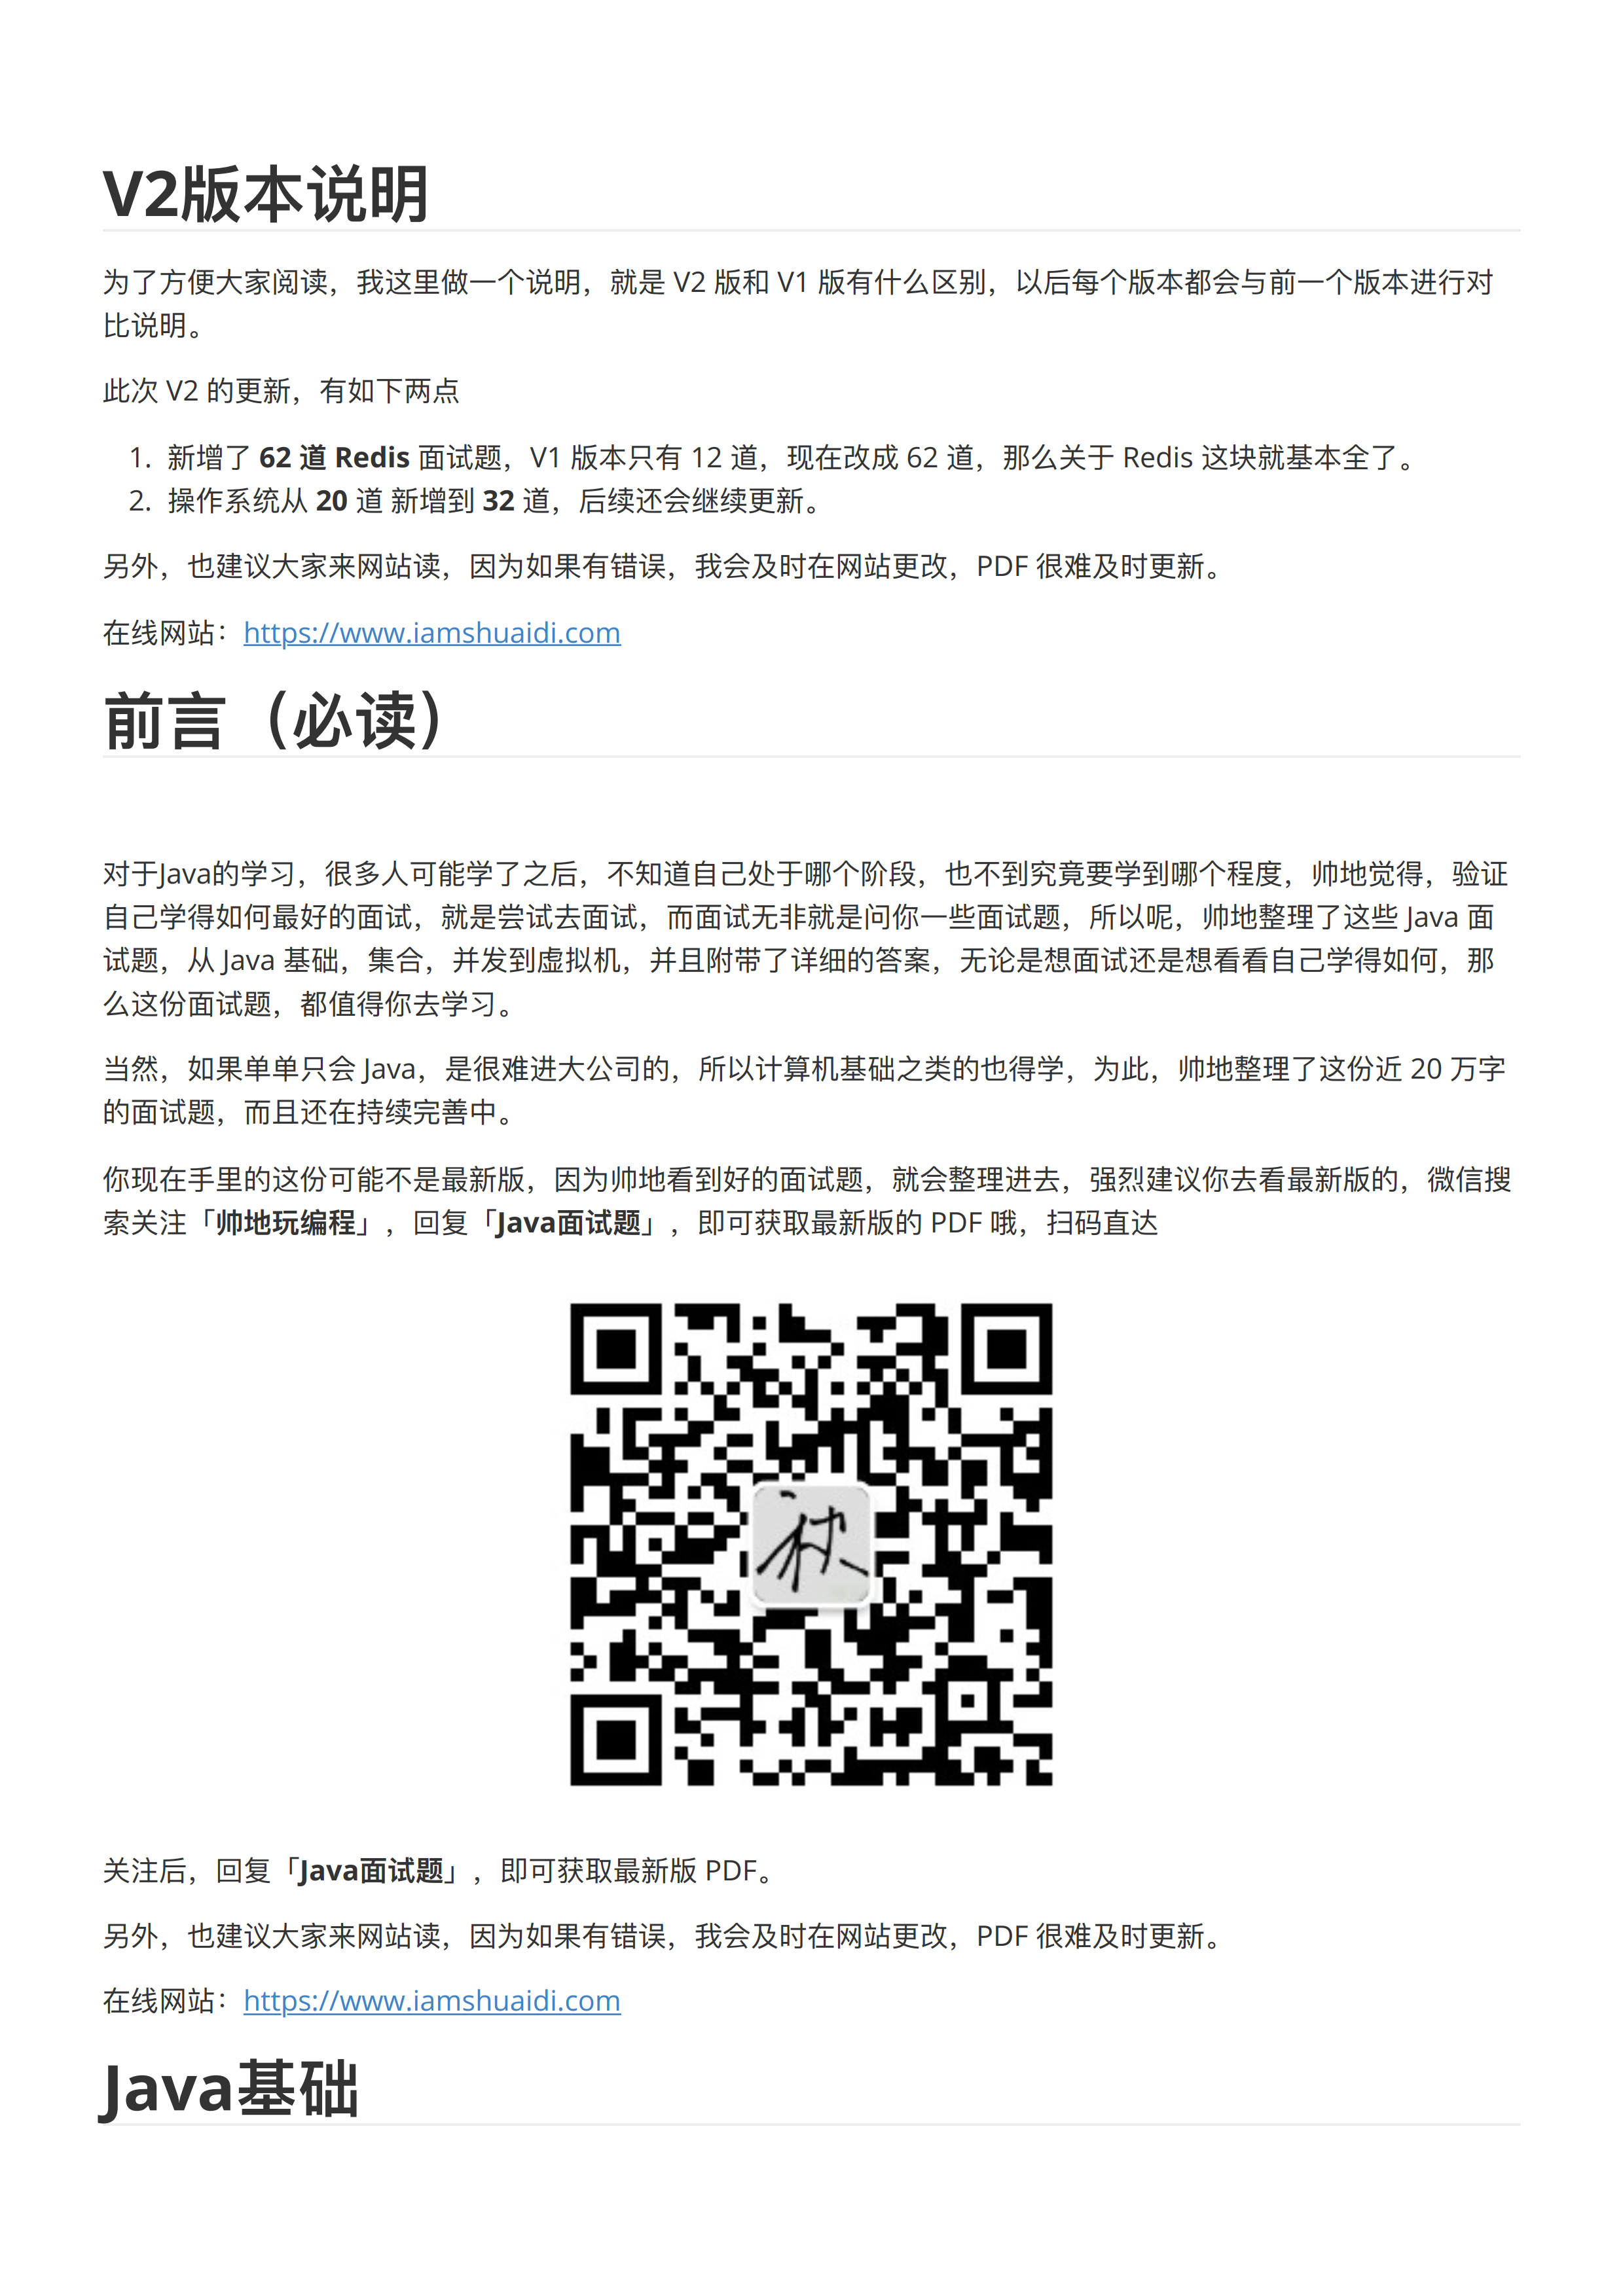 V2版本说明
为了方便大家阅读，我这里做一个说明，就是 V2 版和 V1 版有什么区别，以后每个版本都会与前一个版本进行对
比说明。
此次 V2 的更新，有如下两点
1. 新增了 62 道 Redis 面试题，V1 版本只有 12 道，现在改成 62 道，那么关于 Redis 这块就基本全了。
2. 操作系统从 20 道 新增到 32 道，后续还会继续更新。
另外，也建议大家来网站读，因为如果有错误，我会及时在网站更改，PDF 很难及时更新。
在线网站：https://www.iamshuaidi.com
前言（必读）
对于Java的学习，很多人可能学了之后，不知道自己处于哪个阶段，也不到究竟要学到哪个程度，帅地觉得，验证
自己学得如何最好的面试，就是尝试去面试，而面试无非就是问你一些面试题，所以呢，帅地整理了这些 Java 面
试题，从 Java 基础，集合，并发到虚拟机，并且附带了详细的答案，无论是想面试还是想看看自己学得如何，那
么这份面试题，都值得你去学习。
当然，如果单单只会 Java，是很难进大公司的，所以计算机基础之类的也得学，为此，帅地整理了这份近 20 万字
的面试题，而且还在持续完善中。
你现在手里的这份可能不是最新版，因为帅地看到好的面试题，就会整理进去，强烈建议你去看最新版的，微信搜
索关注「帅地玩编程」，回复「Java面试题」，即可获取最新版的 PDF 哦，扫码直达
秋
关注后，回复「Java面试题」，即可获取最新版 PDF。
另外，也建议大家来网站读，因为如果有错误，我会及时在网站更改，PDF 很难及时更新。
在线网站：https://www.iamshuaidi.com
Java基础